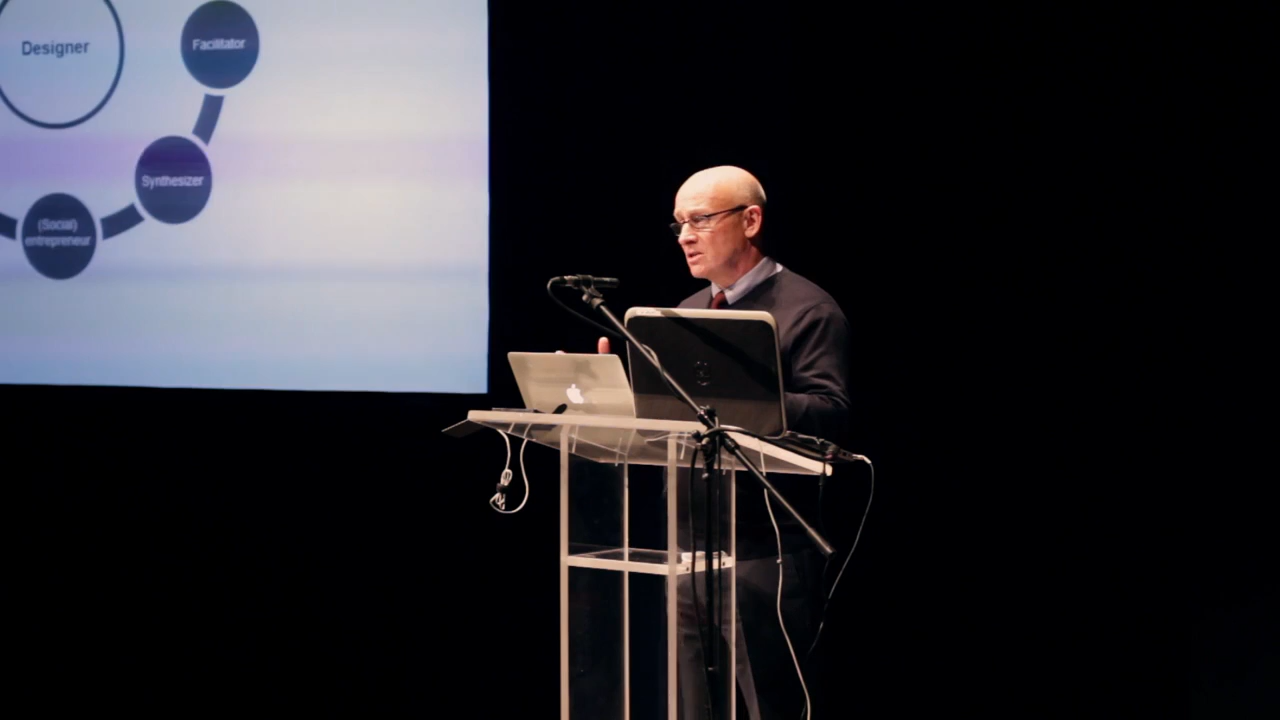 Designer
Facilitator
Synthesizer
(Social)
entrepreneur